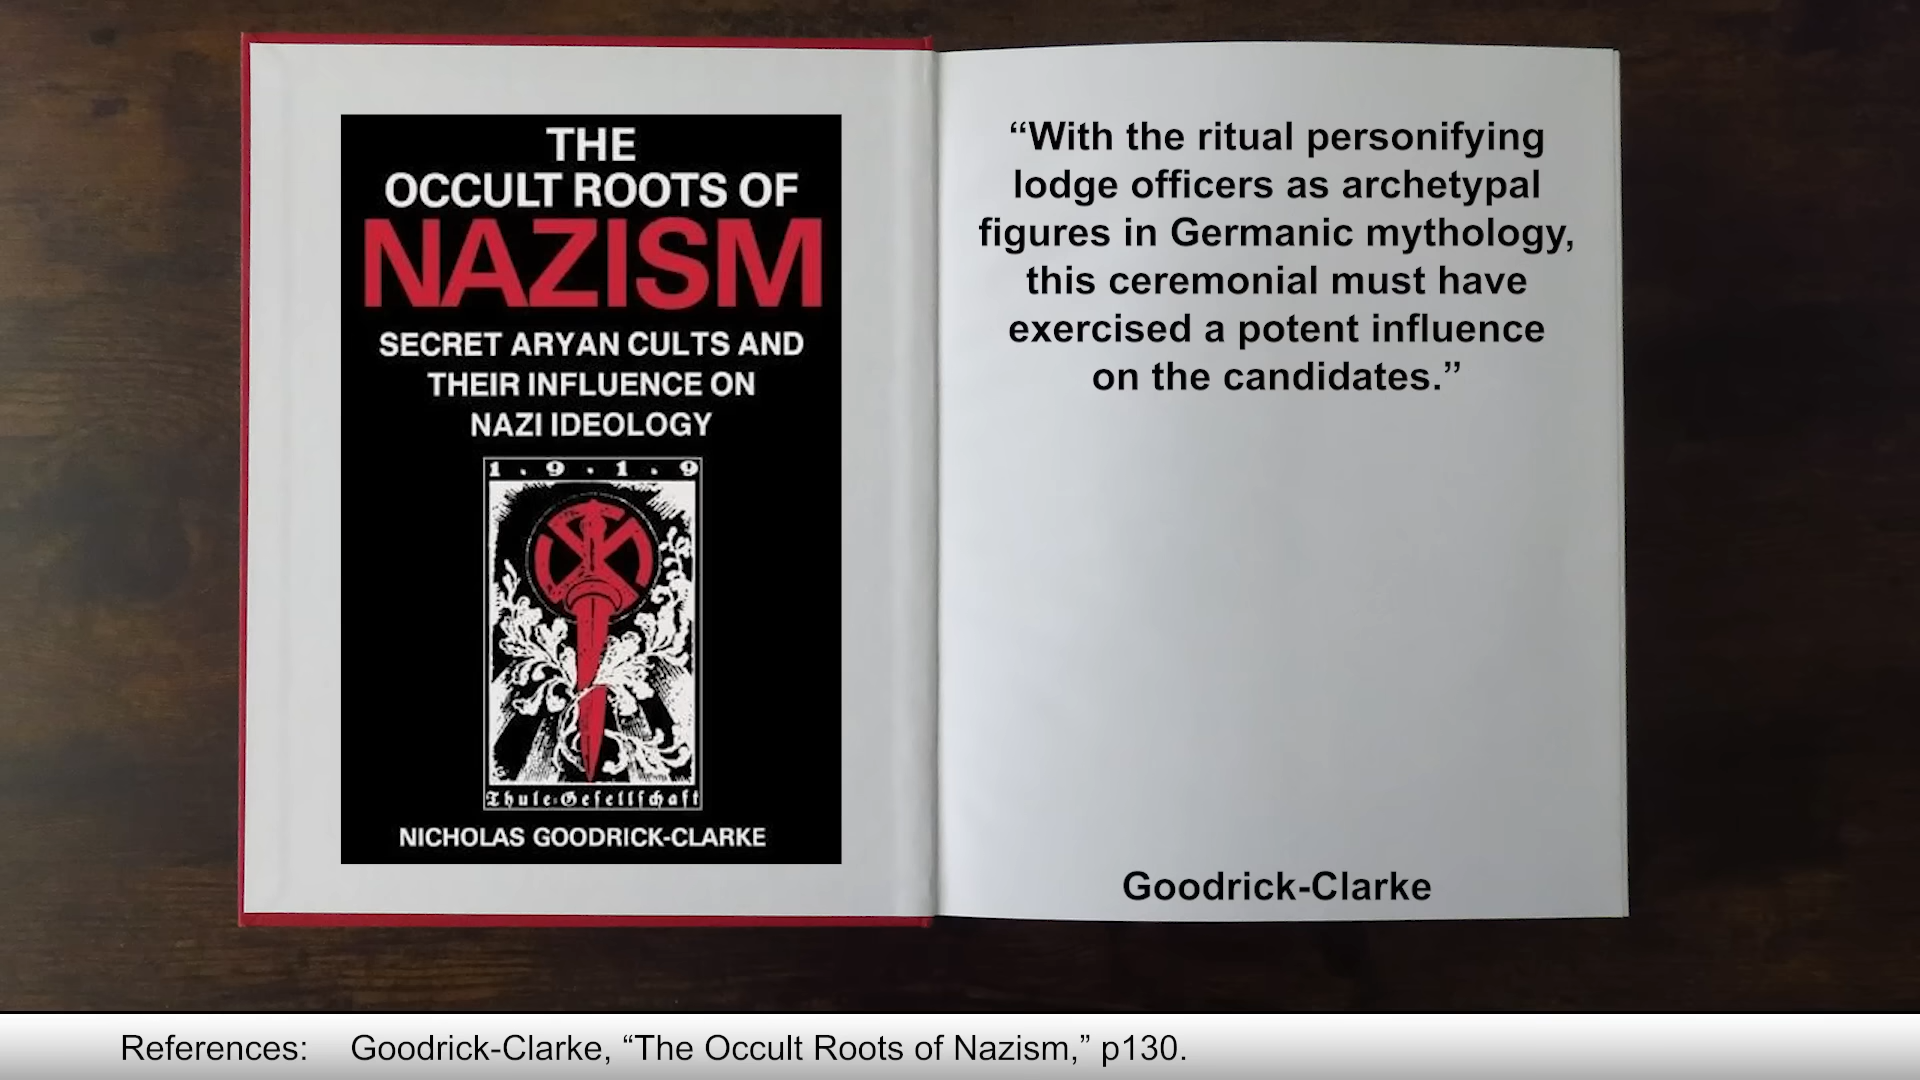 THE
OCCULT ROOTS OF
NAZISM
SECRET ARYAN CULTS AND
THEIR INFLUENCE ON
NAZI IDEOLOGY
1.9.1.9
Thule-Gesellschaft
NICHOLAS GOODRICK-CLARKE
“With the ritual personifying
lodge officers as archetypal
figures in Germanic mythology,
this ceremonial must have
exercised a potent influence
on the candidates.”
Goodrick-Clarke
References: Goodrick-Clarke, “The Occult Roots of Nazism,” p130.